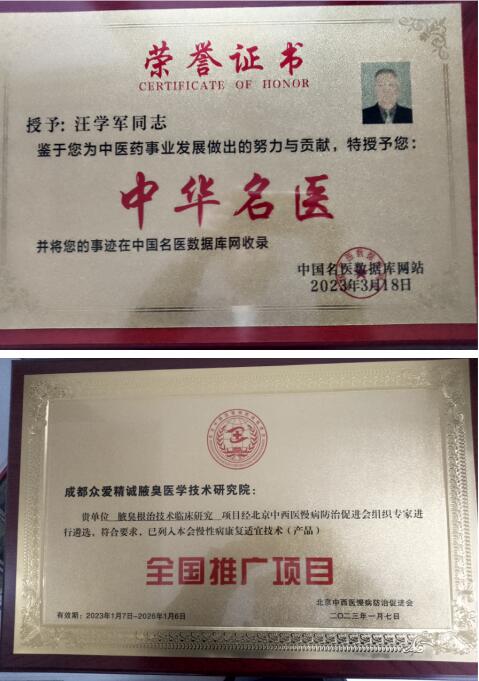 荣誉证书
CERTIFICATE OF HONOR
授予: 汪学军同志
鉴于您为中医药事业发展做出的努力与贡献，特授予您：
中华名医
并将您的事迹在中国名医数据库网收录
中国名医数据库网站
2023年3月18日
成都众爱精诚腋臭医学技术研究院：
贵单位 腋臭根治技术临床研究 项目经北京中西医慢病防治促进会组织专家进
行遴选，符合要求，已列入本会慢性病康复适宜技术（产品）
全国推广项目
北京中西医慢病防治促进会
有效期：2023年1月7日-2026年1月6日
二〇二三年一月七日